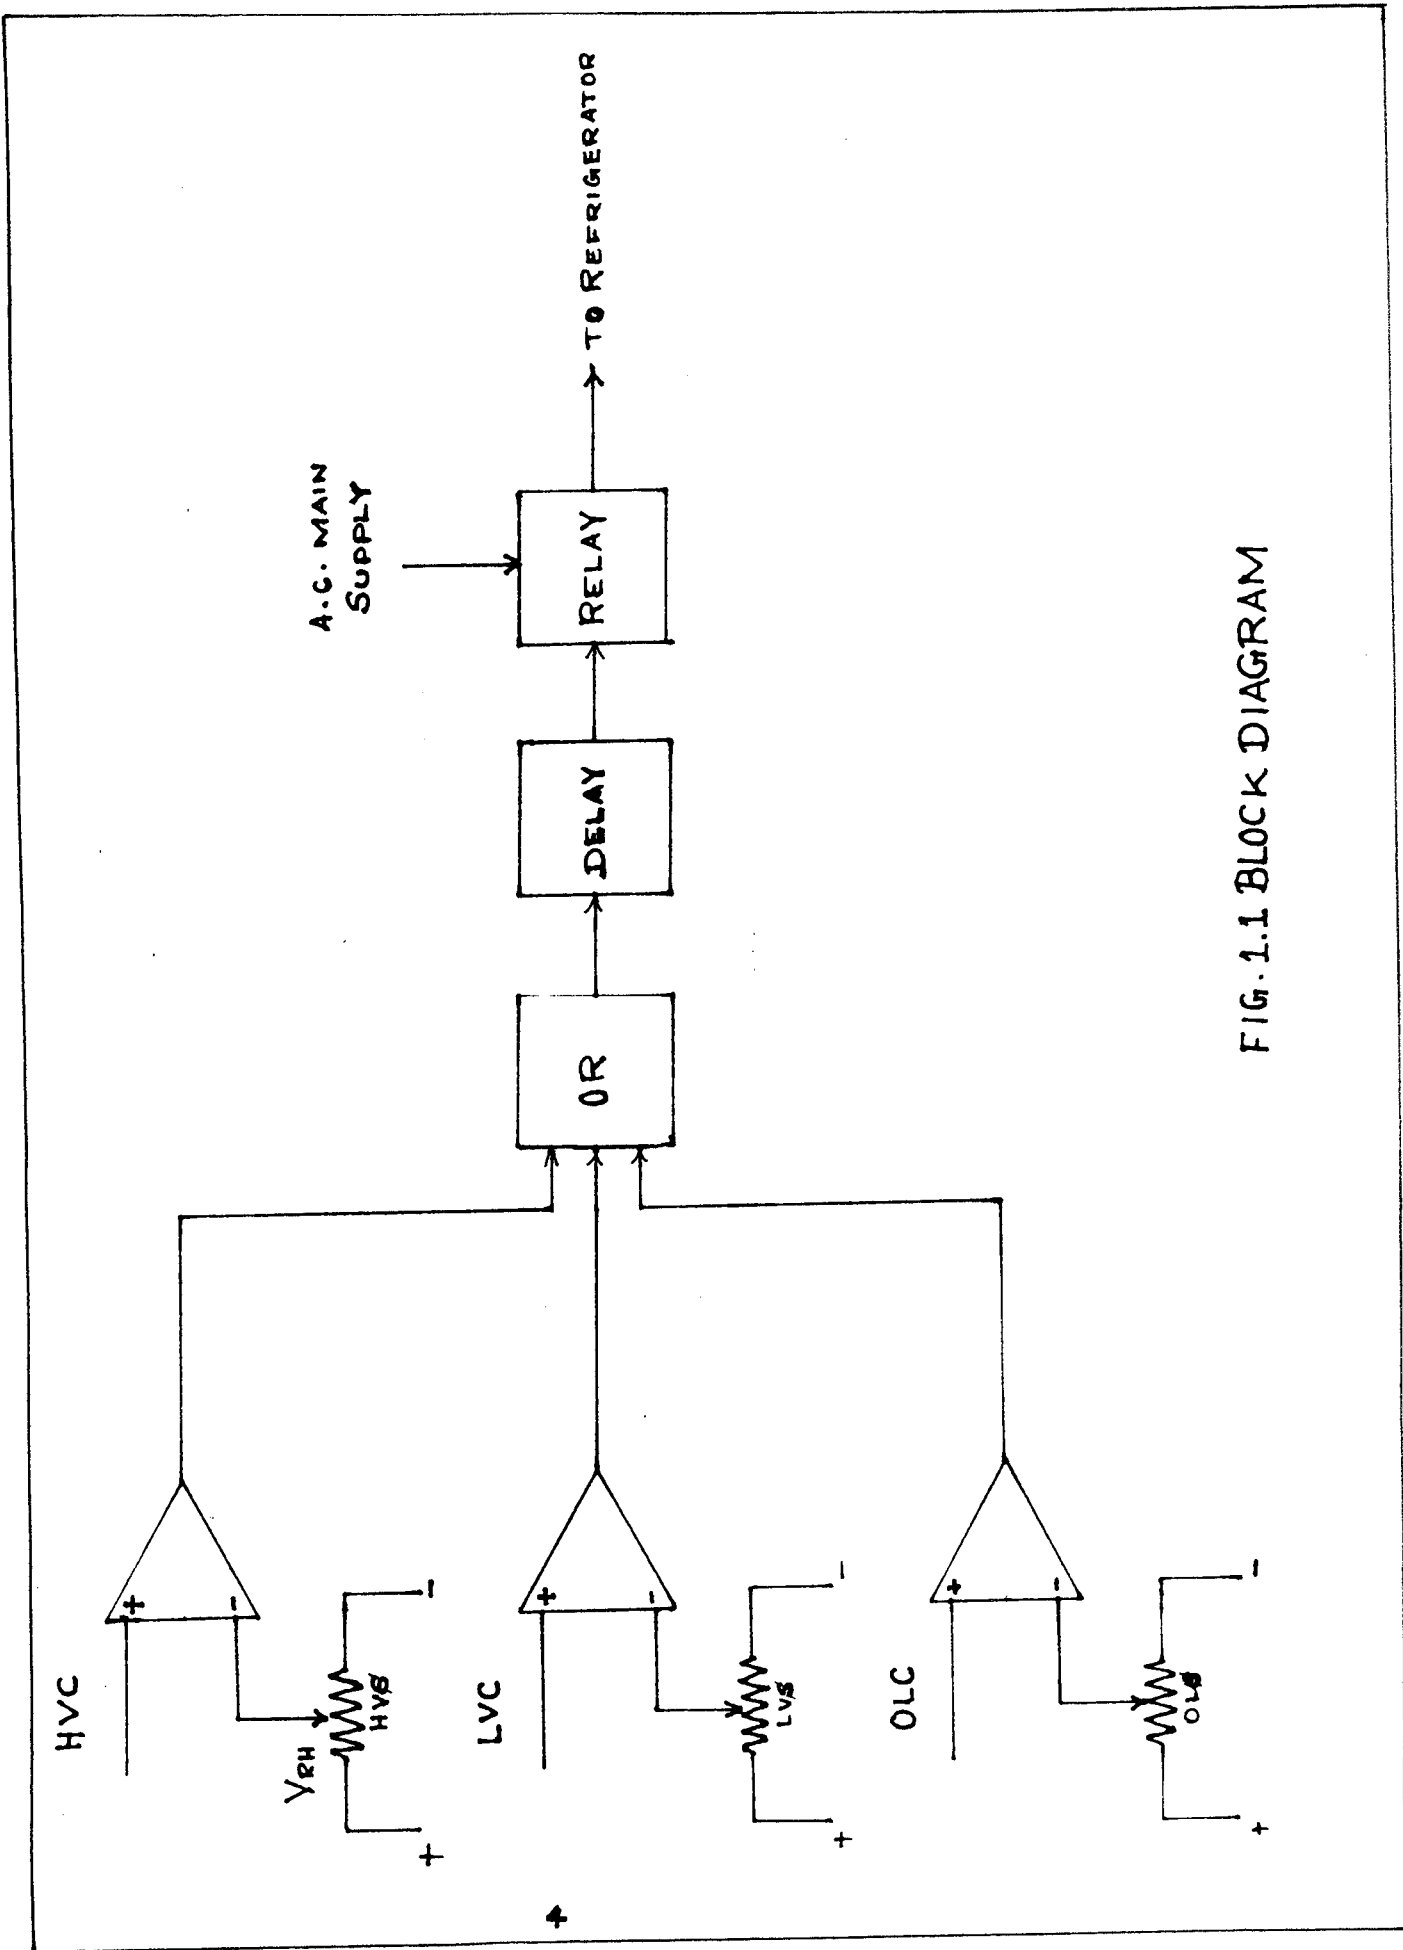 HVC
+
-
VRH
HVS
+
-
LVC
+
-
LVS
+
-
OLC
+
-
OLS
+
-
OR
DELAY
RELAY
A.C. MAIN
SUPPLY
TO REFRIGERATOR
FIG. 1.1 BLOCK DIAGRAM
4